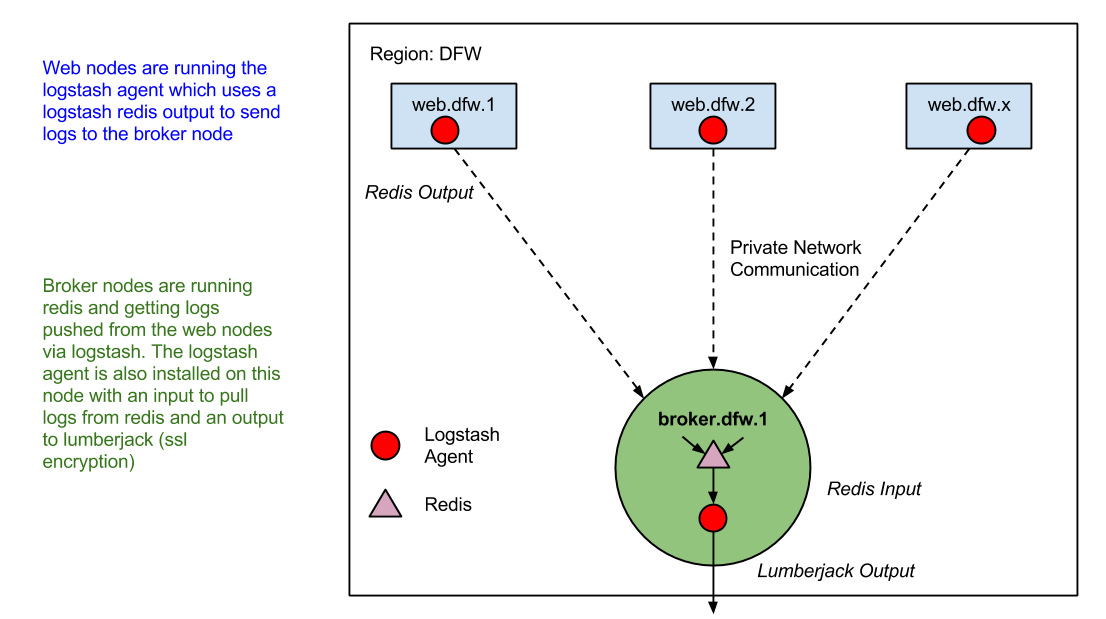 Region: DFW
Web nodes are running the
logstash agent which uses a
logstash redis output to send
logs to the broker node
web.dfw.1
web.dfw.2
web.dfw.x
Redis Output
Private Network
Communication
Broker nodes are running
redis and getting logs
pushed from the web nodes
via logstash. The logstash
agent is also installed on this
node with an input to pull
logs from redis and an output
to lumberjack (ssl
encryption)
broker.dfw.1
Logstash
Agent
Redis
Redis Input
Lumberjack Output